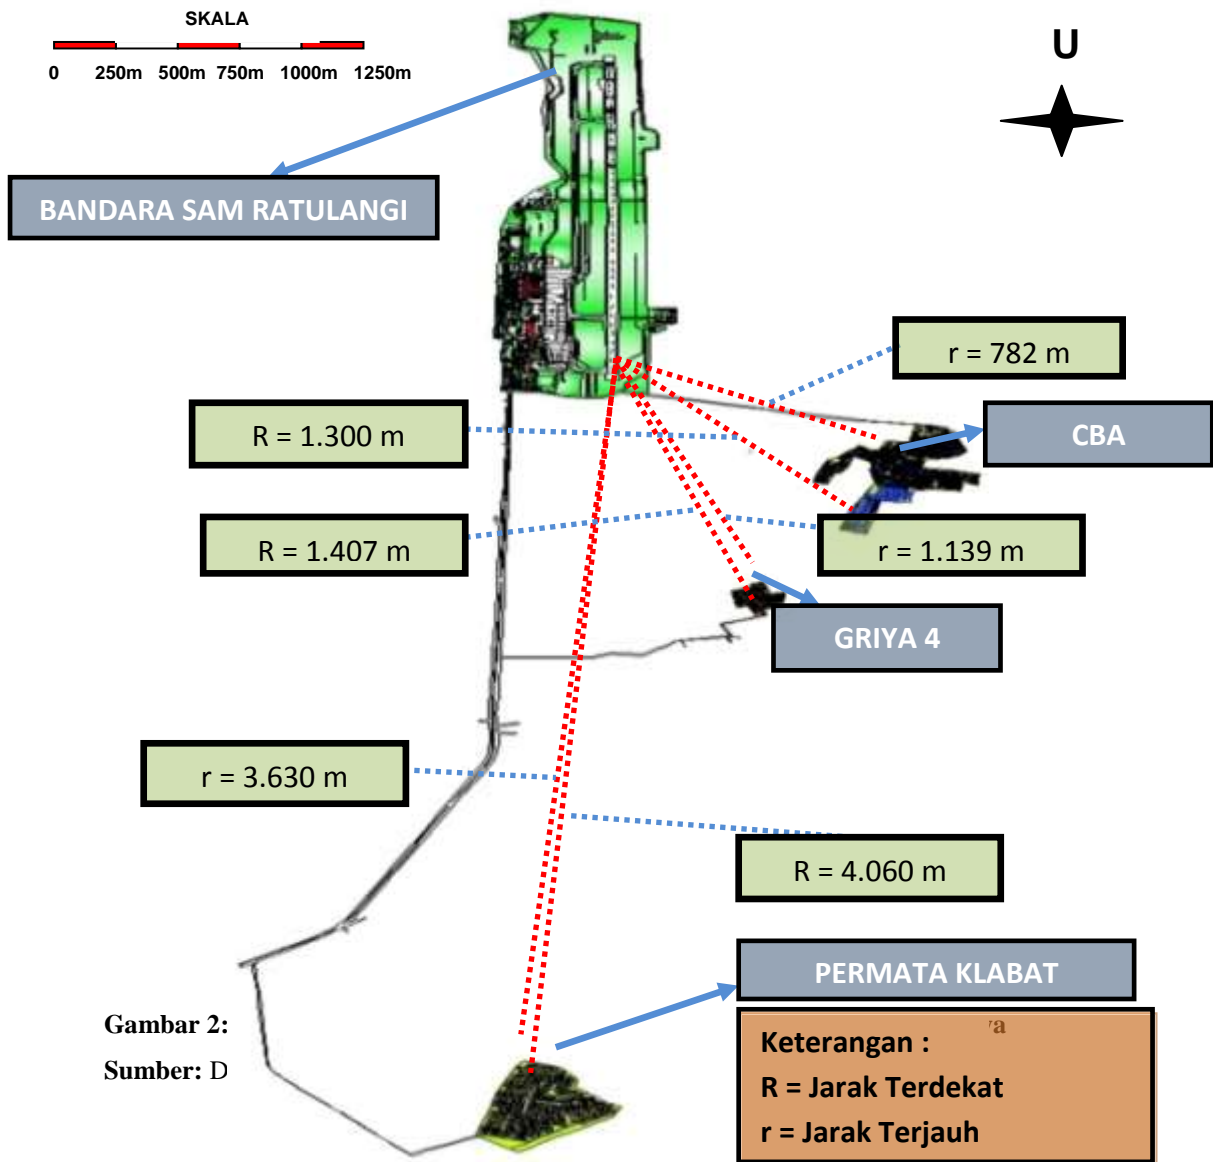 SKALA
0 250m 500m 750m 1000m 1250m
U
BANDARA SAM RATULANGI
r = 782 m
R = 1.300 m
CBA
R = 1.407 m
r = 1.139 m
GRIYA 4
r = 3.630 m
R = 4.060 m
PERMATA KLABAT
Gambar 2:
ya
Sumber: D
Keterangan :
R = Jarak Terdekat
r = Jarak Terjauh